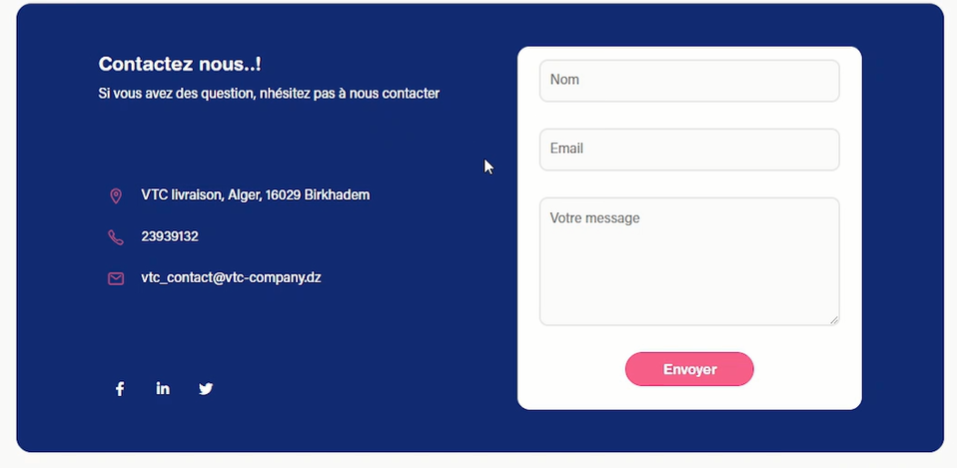 Contactez nous..!
Si vous avez des question, nhésitez pas à nous contacter
VTC livraison, Alger, 16029 Birkhadem
23939132
vtc_contact@vtc-company.dz
Nom
Email
Votre message
Envoyer